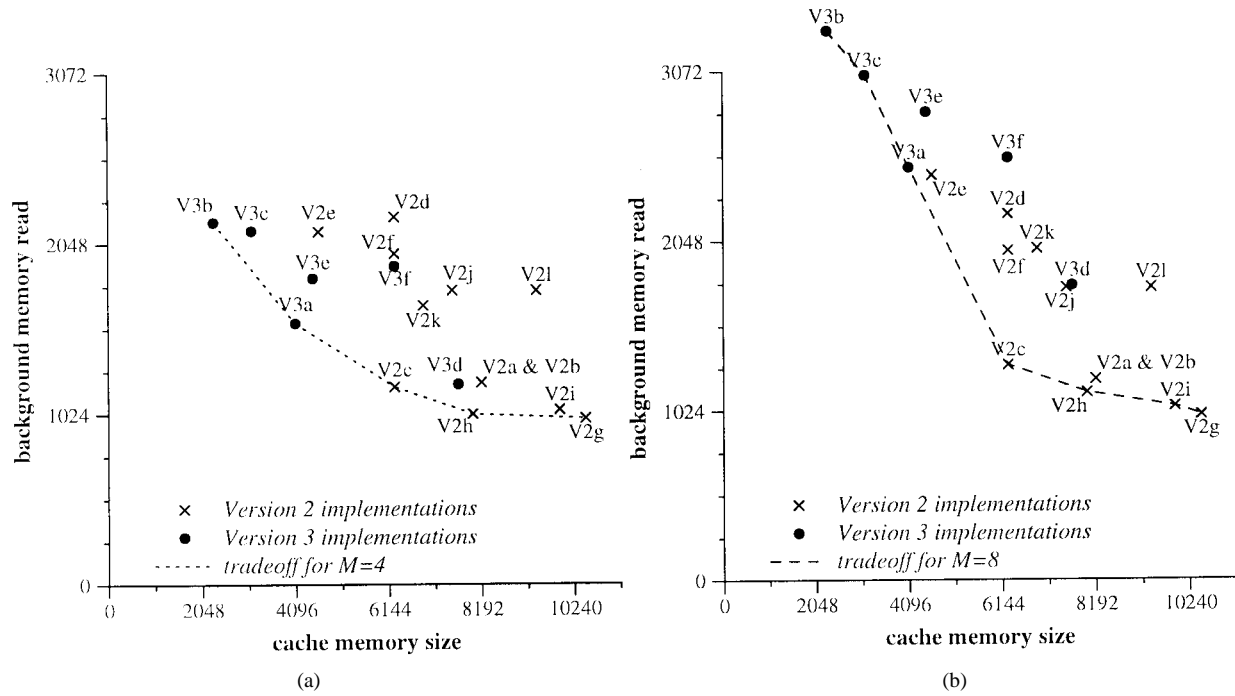 3072
2048
1024
0
background memory read
V3b
V3c
V2e
V2d
V2f
V3e
V3f
V2j
V2l
V3a
V2k
V2c
V3d
V2a & V2b
V2h
V2i
V2g
Version 2 implementations
Version 3 implementations
tradeoff for M=4
0
2048
4096
6144
8192
10240
cache memory size
(a)
3072
2048
1024
0
background memory read
V3b
V3c
V3e
V3a
V3f
V2e
V2d
V2k
V2f
V3d
V2j
V2l
V2c
V2a & V2b
V2h
V2i
V2g
Version 2 implementations
Version 3 implementations
tradeoff for M=8
0
2048
4096
6144
8192
10240
cache memory size
(b)